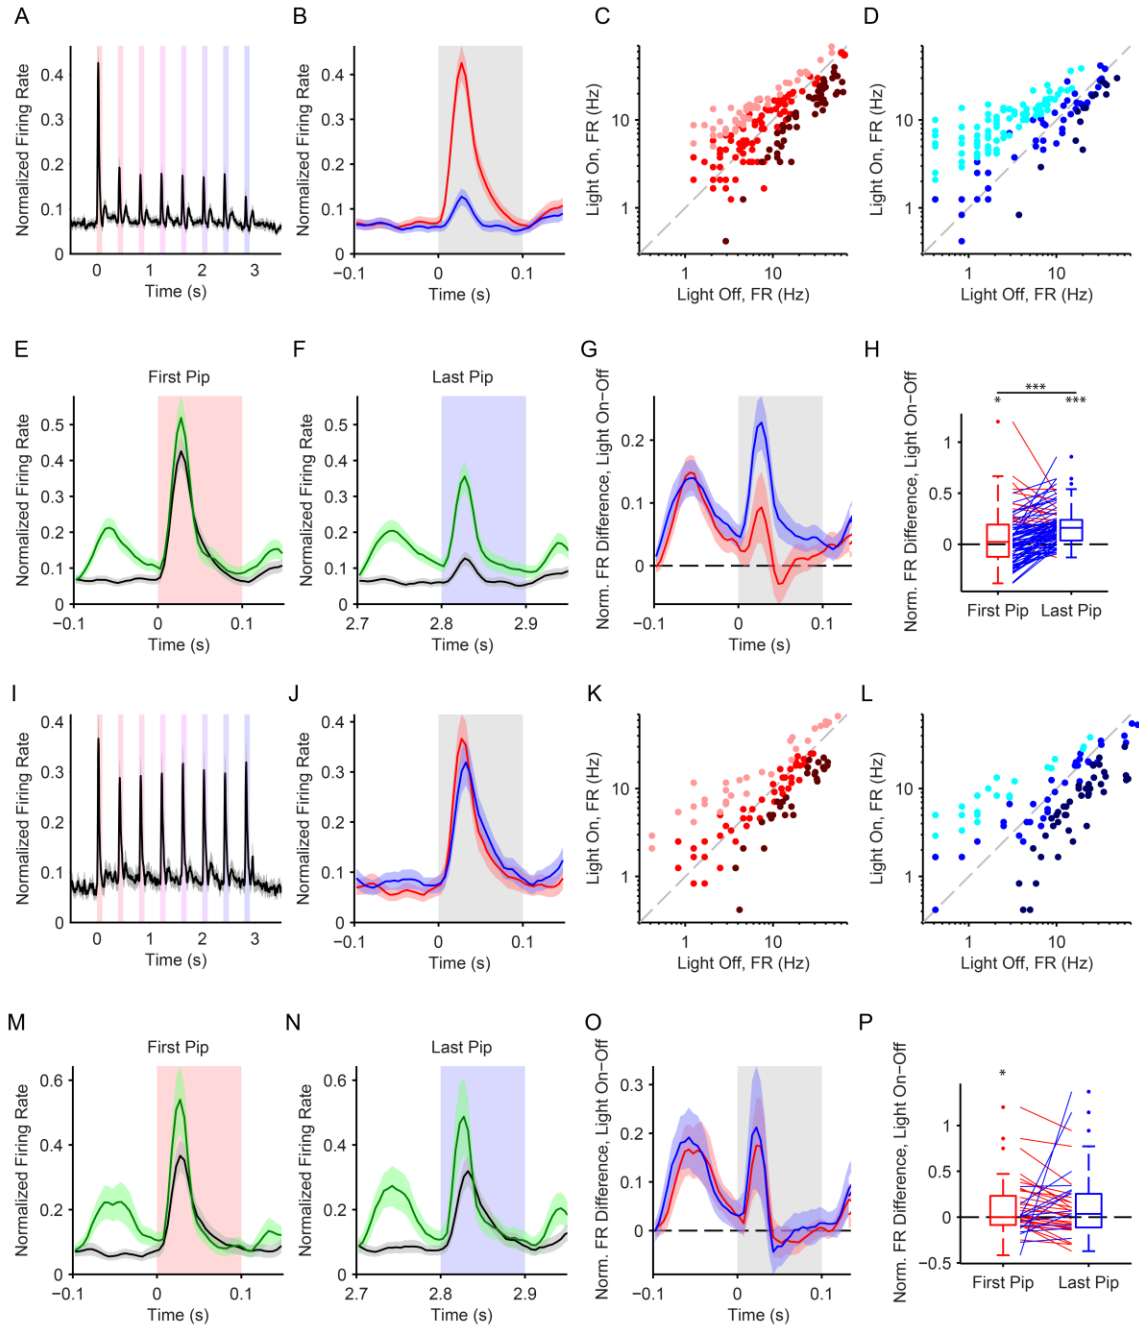 A
B
C
D
Normalized Firing Rate
0.4
0.3
0.2
0.1
0
0
1
2
3
Time (s)
Normalized Firing Rate
0.4
0.3
0.2
0.1
0
−0.1
0
0.1
Time (s)
Light On, FR (Hz)
10
1
1
10
Light Off, FR (Hz)
Light On, FR (Hz)
10
1
1
10
Light Off, FR (Hz)
E
F
G
H
First Pip
Normalized Firing Rate
0.5
0.4
0.3
0.2
0.1
0
−0.1
0
0.1
Time (s)
Last Pip
Normalized Firing Rate
0.5
0.4
0.3
0.2
0.1
0
2.7
2.8
2.9
Time (s)
Norm. FR Difference, Light On−Off
0.2
0.1
0
−0.1
0
0.1
Time (s)
Norm. FR Difference, Light On−Off
***
*
***
1
0.5
0
First Pip
Last Pip
I
J
K
L
Normalized Firing Rate
0.4
0.3
0.2
0.1
0
0
1
2
3
Time (s)
Normalized Firing Rate
0.4
0.3
0.2
0.1
0
−0.1
0
0.1
Time (s)
Light On, FR (Hz)
10
1
1
10
Light Off, FR (Hz)
Light On, FR (Hz)
10
1
1
10
Light Off, FR (Hz)
M
N
O
P
First Pip
Normalized Firing Rate
0.6
0.4
0.2
0
−0.1
0
0.1
Time (s)
Last Pip
Normalized Firing Rate
0.6
0.4
0.2
0
2.7
2.8
2.9
Time (s)
Norm. FR Difference, Light On−Off
0.3
0.2
0.1
0
−0.1
0
0.1
Time (s)
Norm. FR Difference, Light On−Off
*
1
0.5
0
−0.5
First Pip
Last Pip